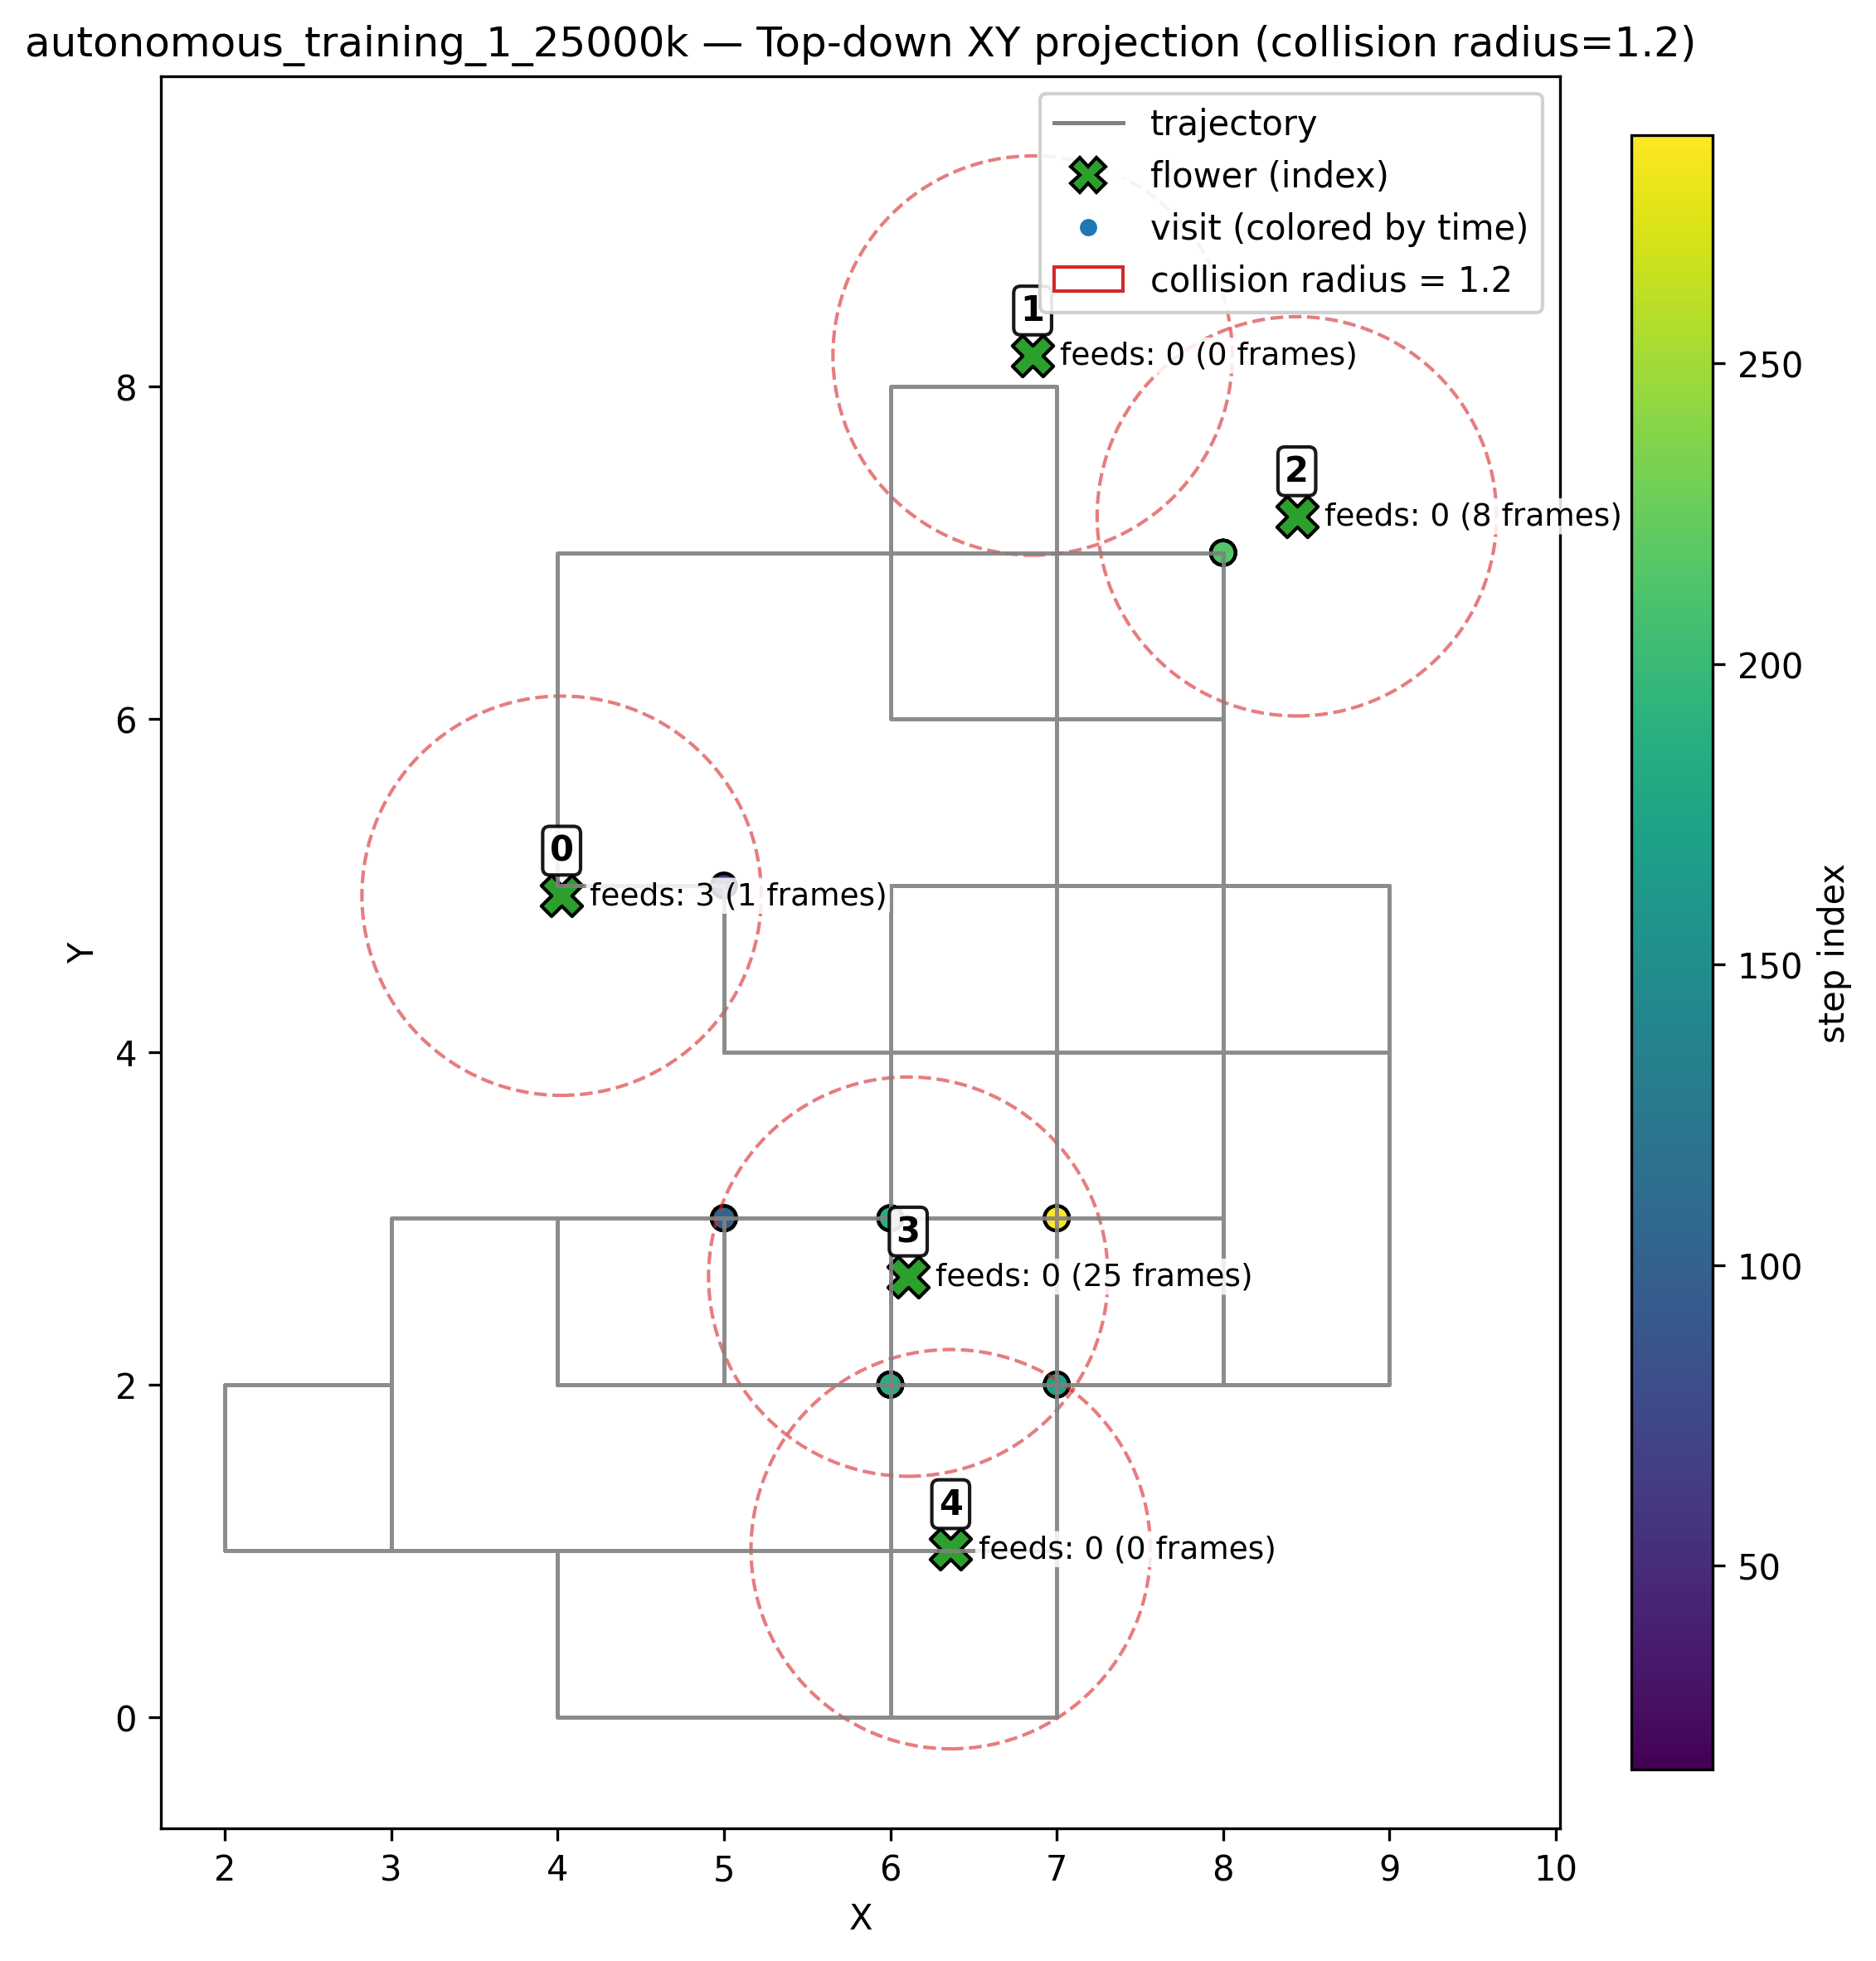 autonomous_training_1_25000k — Top-down XY projection (collision radius=1.2)
trajectory
flower (index)
visit (colored by time)
collision radius = 1.2
1
feeds: 0 (0 frames)
2
feeds: 0 (8 frames)
0
feeds: 3 (1 frames)
3
feeds: 0 (25 frames)
4
feeds: 0 (0 frames)
8
6
4
2
0
Y
2 3 4 5 6 7 8 9 10
X
250
200
150
100
50
step index